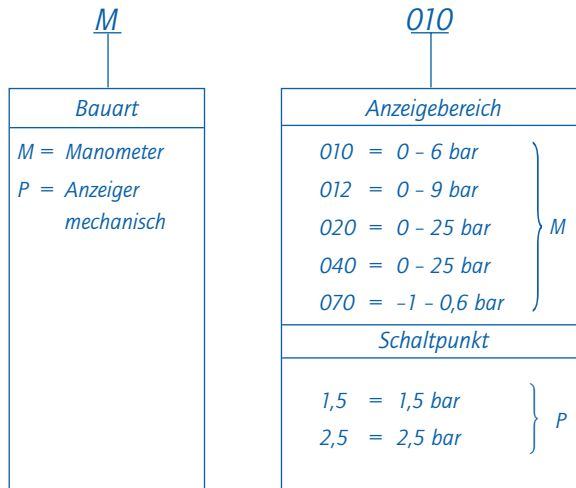 M
010
Bauart
M = Manometer
P = Anzeiger
mechanisch
Anzeigebereich
010 = 0 – 6 bar
012 = 0 – 9 bar
020 = 0 – 25 bar
040 = 0 – 25 bar
070 = –1 – 0,6 bar
M
Schaltpunkt
1,5 = 1,5 bar
2,5 = 2,5 bar
P